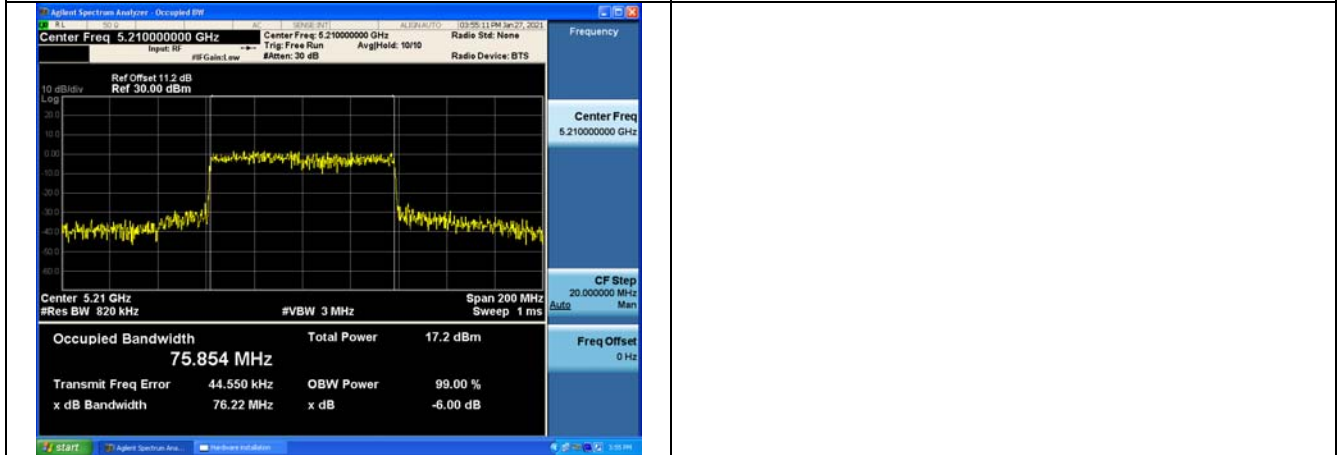 Agilent Spectrum Analyzer - Occupied BW
RL 50 Ω AC SENSE:INT ALIGNAUTO 03:55:11 PM Jan 27, 2021
Center Freq 5.210000000 GHz
Center Freq: 5.210000000 GHz
Radio Std: None
Frequency
Input: RF
Trig: Free Run Avg|Hold: 10/10
#IFGain:Low
#Atten: 30 dB
Radio Device: BTS
Ref Offset 11.2 dB
10 dB/div Ref 30.00 dBm
Log
20.0
10.0
0.00
-10.0
-20.0
-30.0
-40.0
-50.0
-60.0
Center Freq
5.210000000 GHz
CF Step
20.000000 MHz
Auto Man
Center 5.21 GHz
Span 200 MHz
#Res BW 820 kHz
#VBW 3 MHz
Sweep 1 ms
Occupied Bandwidth
75.854 MHz
Total Power 17.2 dBm
Freq Offset
0 Hz
Transmit Freq Error 44.550 kHz OBW Power 99.00 %
x dB Bandwidth 76.22 MHz x dB -6.00 dB
start
Agilent Spectrum Ana...
Hardware Installation